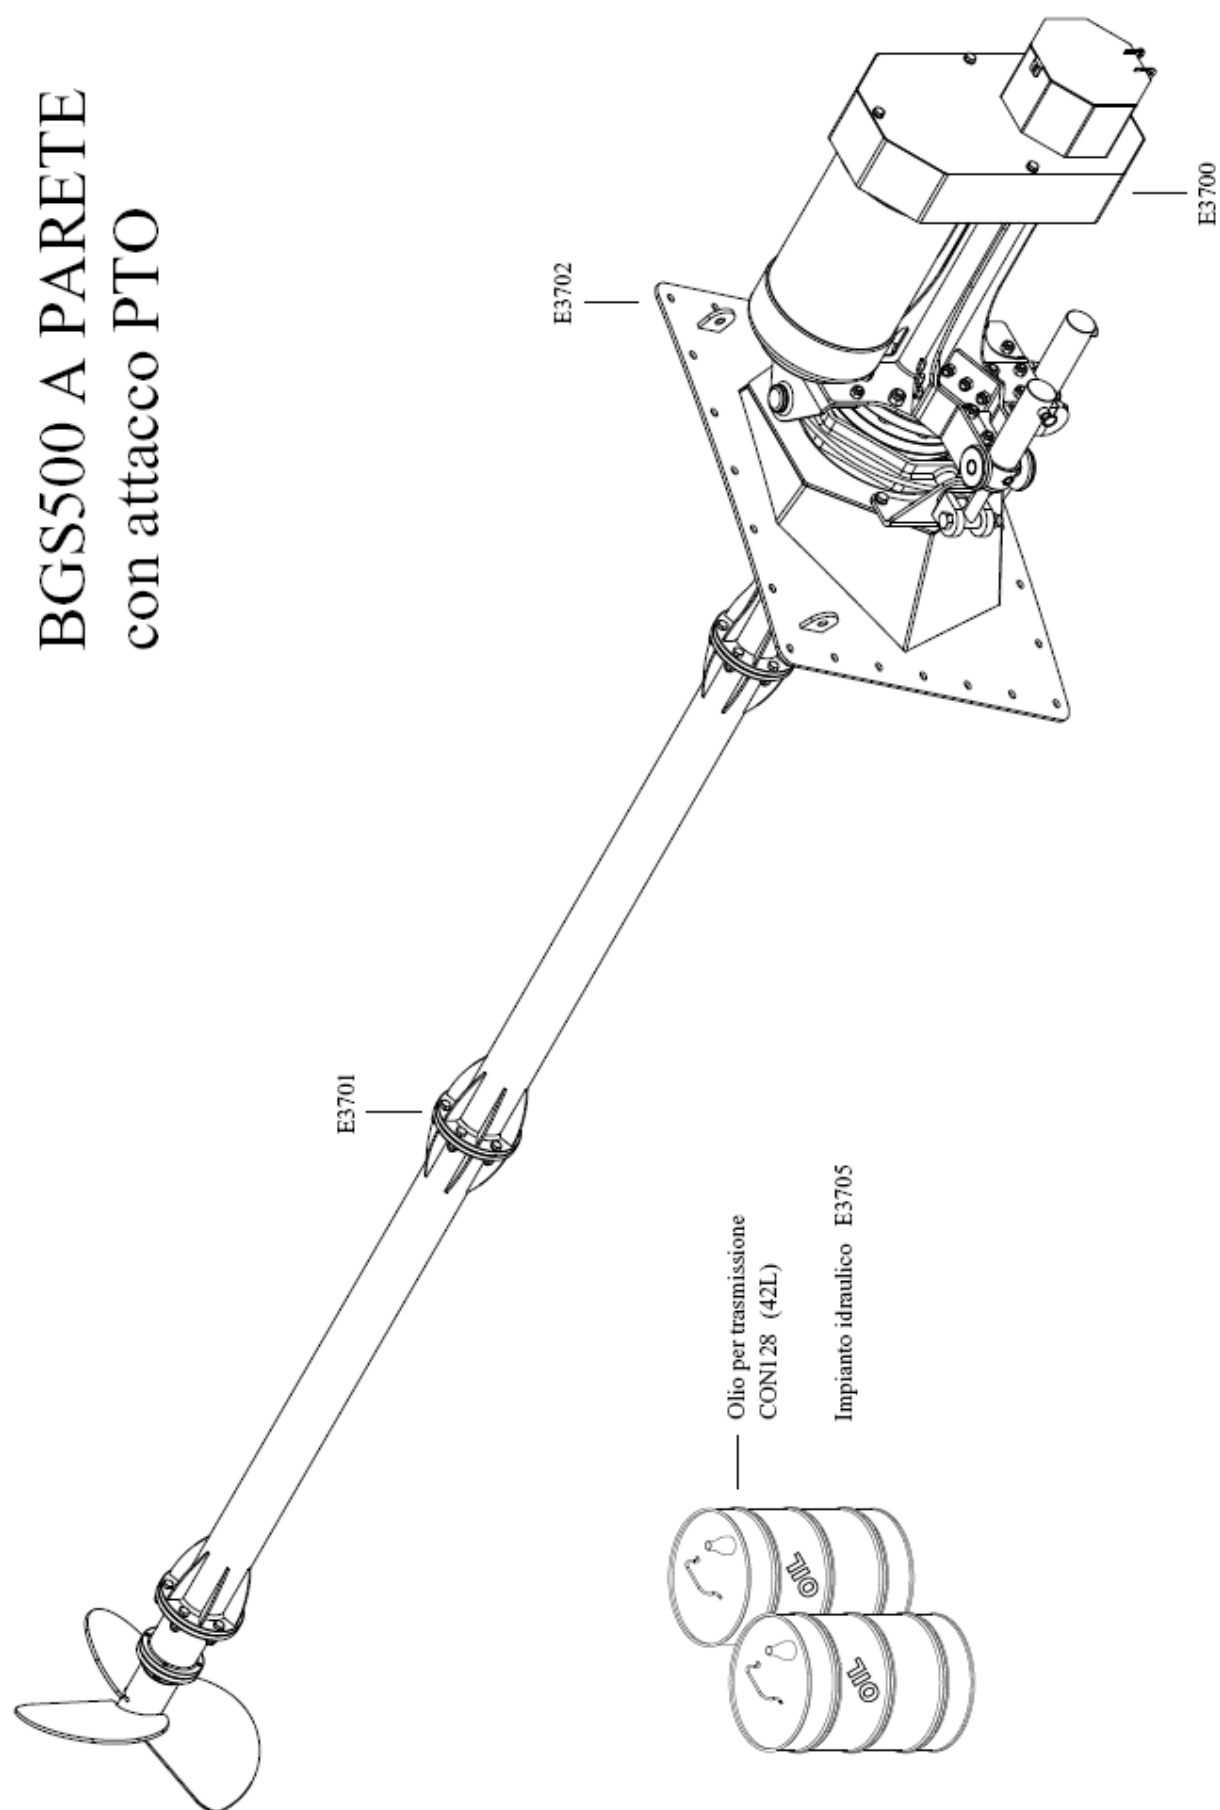 BGS500 A PARETE
con attacco PTO
E3702
E3700
E3701
Olio per trasmissione
CON128 (42L)
Impianto idraulico E3705
OIL
OIL